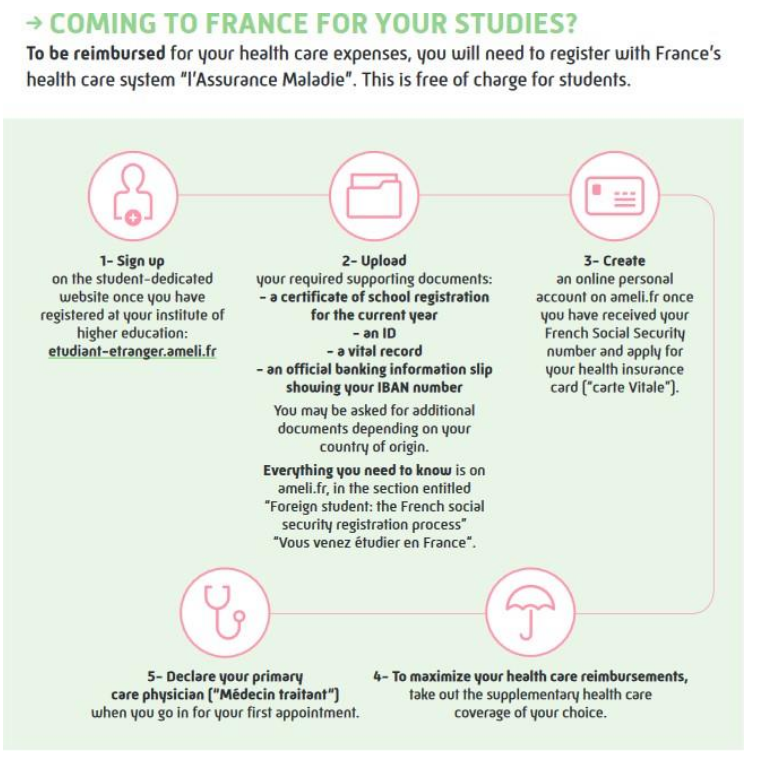 → COMING TO FRANCE FOR YOUR STUDIES?
To be reimbursed for your health care expenses, you will need to register with France's
health care system "l'Assurance Maladie". This is free of charge for students.
1- Sign up
on the student-dedicated
website once you have
registered at your institute of
higher education:
etudiant-etranger.ameli.fr
2- Upload
your required supporting documents:
- a certificate of school registration
for the current year
- an ID
- a vital record
- an official banking information slip
showing your IBAN number
You may be asked for additional
documents depending on your
country of origin.
Everything you need to know is on
ameli.fr, in the section entitled
"Foreign student: the French social
security registration process"
"Vous venez étudier en France".
3- Create
an online personal
account on ameli.fr once
you have received your
French Social Security
number and apply for
your health insurance
card ("carte Vitale").
4- To maximize your health care reimbursements,
take out the supplementary health care
coverage of your choice.
5- Declare your primary
care physician ("Médecin traitant")
when you go in for your first appointment.